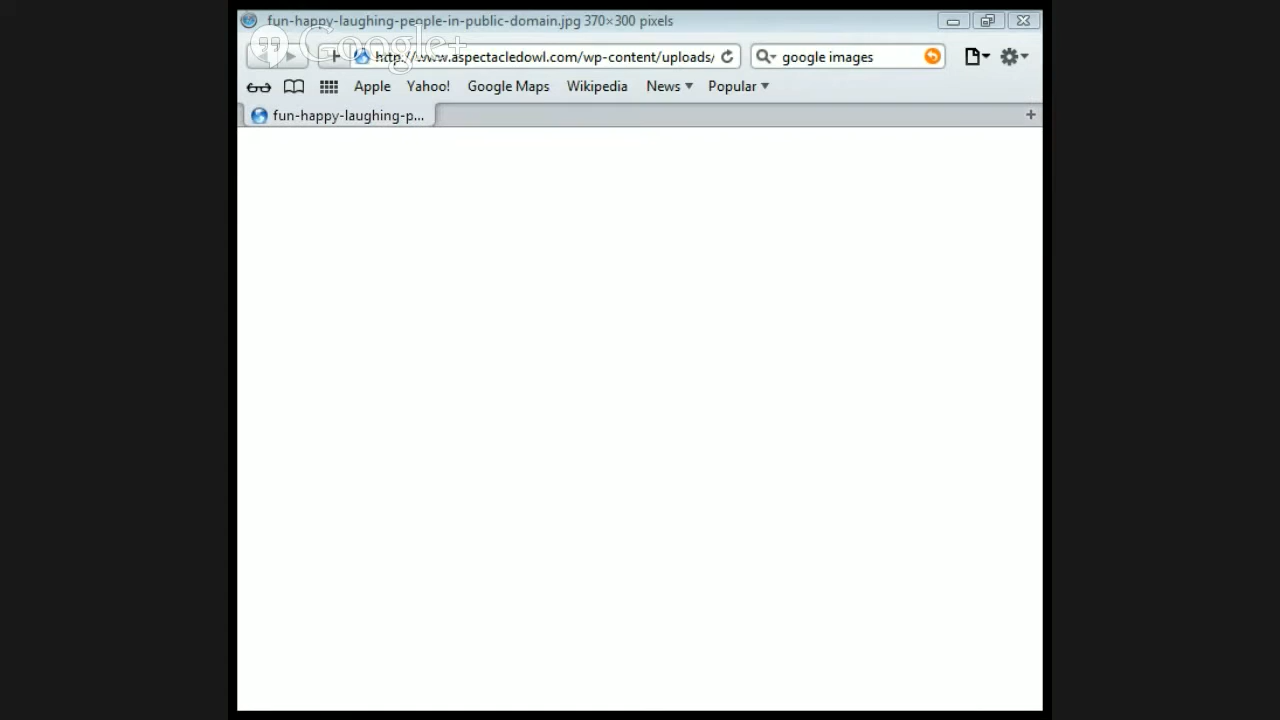 fun-happy-laughing-people-in-public-domain.jpg 370×300 pixels
Google+
http://www.aspectacledowl.com/wp-content/uploads/
google images
Apple Yahoo! Google Maps Wikipedia News Popular
fun-happy-laughing-p...